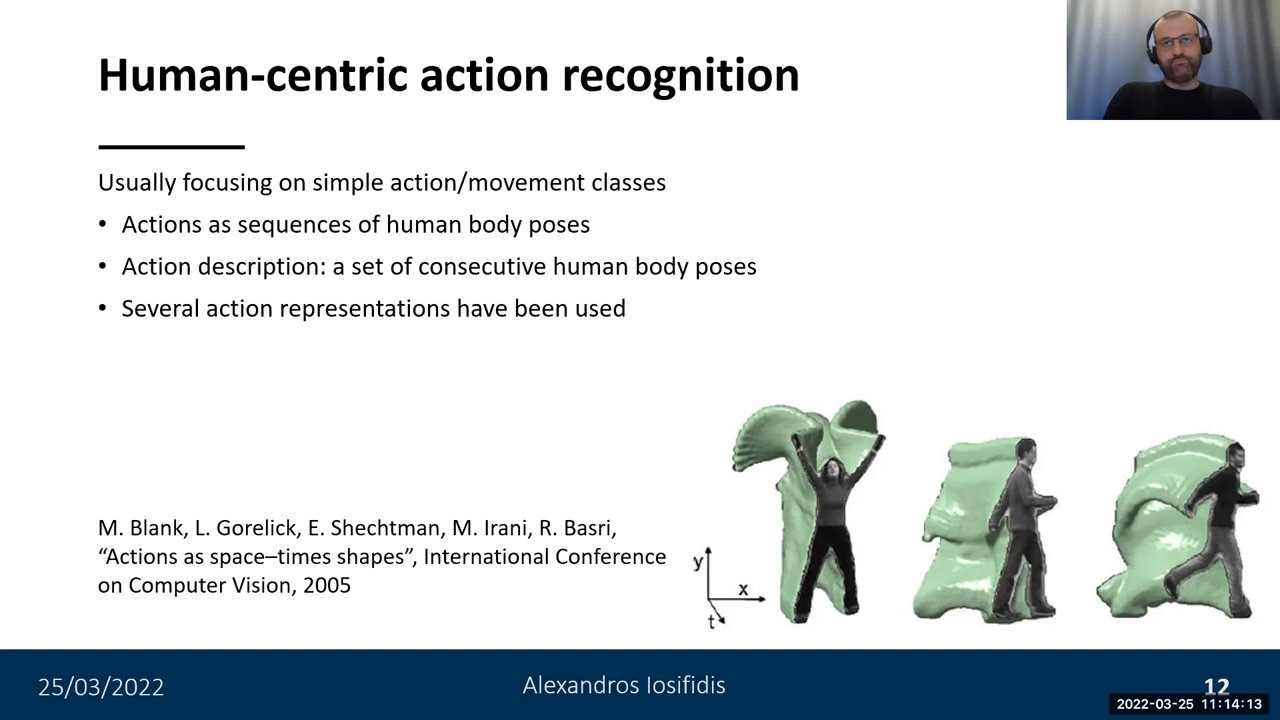 Human-centric action recognition
Usually focusing on simple action/movement classes
• Actions as sequences of human body poses
• Action description: a set of consecutive human body poses
• Several action representations have been used
M. Blank, L. Gorelick, E. Shechtman, M. Irani, R. Basri,
“Actions as space–times shapes”, International Conference
on Computer Vision, 2005
y
x
t
25/03/2022
Alexandros Iosifidis
12
2022-03-25 11:14:13